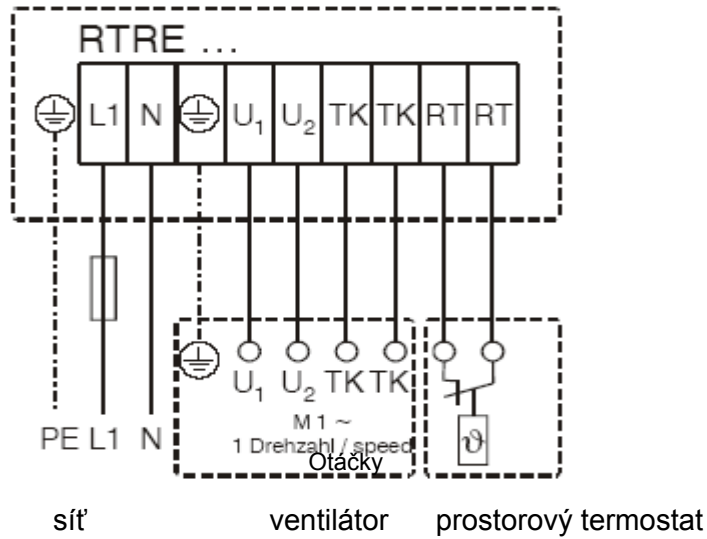 RTRE ...
L1 N U1 U2 TK TK RT RT
U1 U2 TK TK
M 1 ~
PE L1 N
1 Drehzahl / speed
Otáčky
ϑ
síť ventilátor prostorový termostat